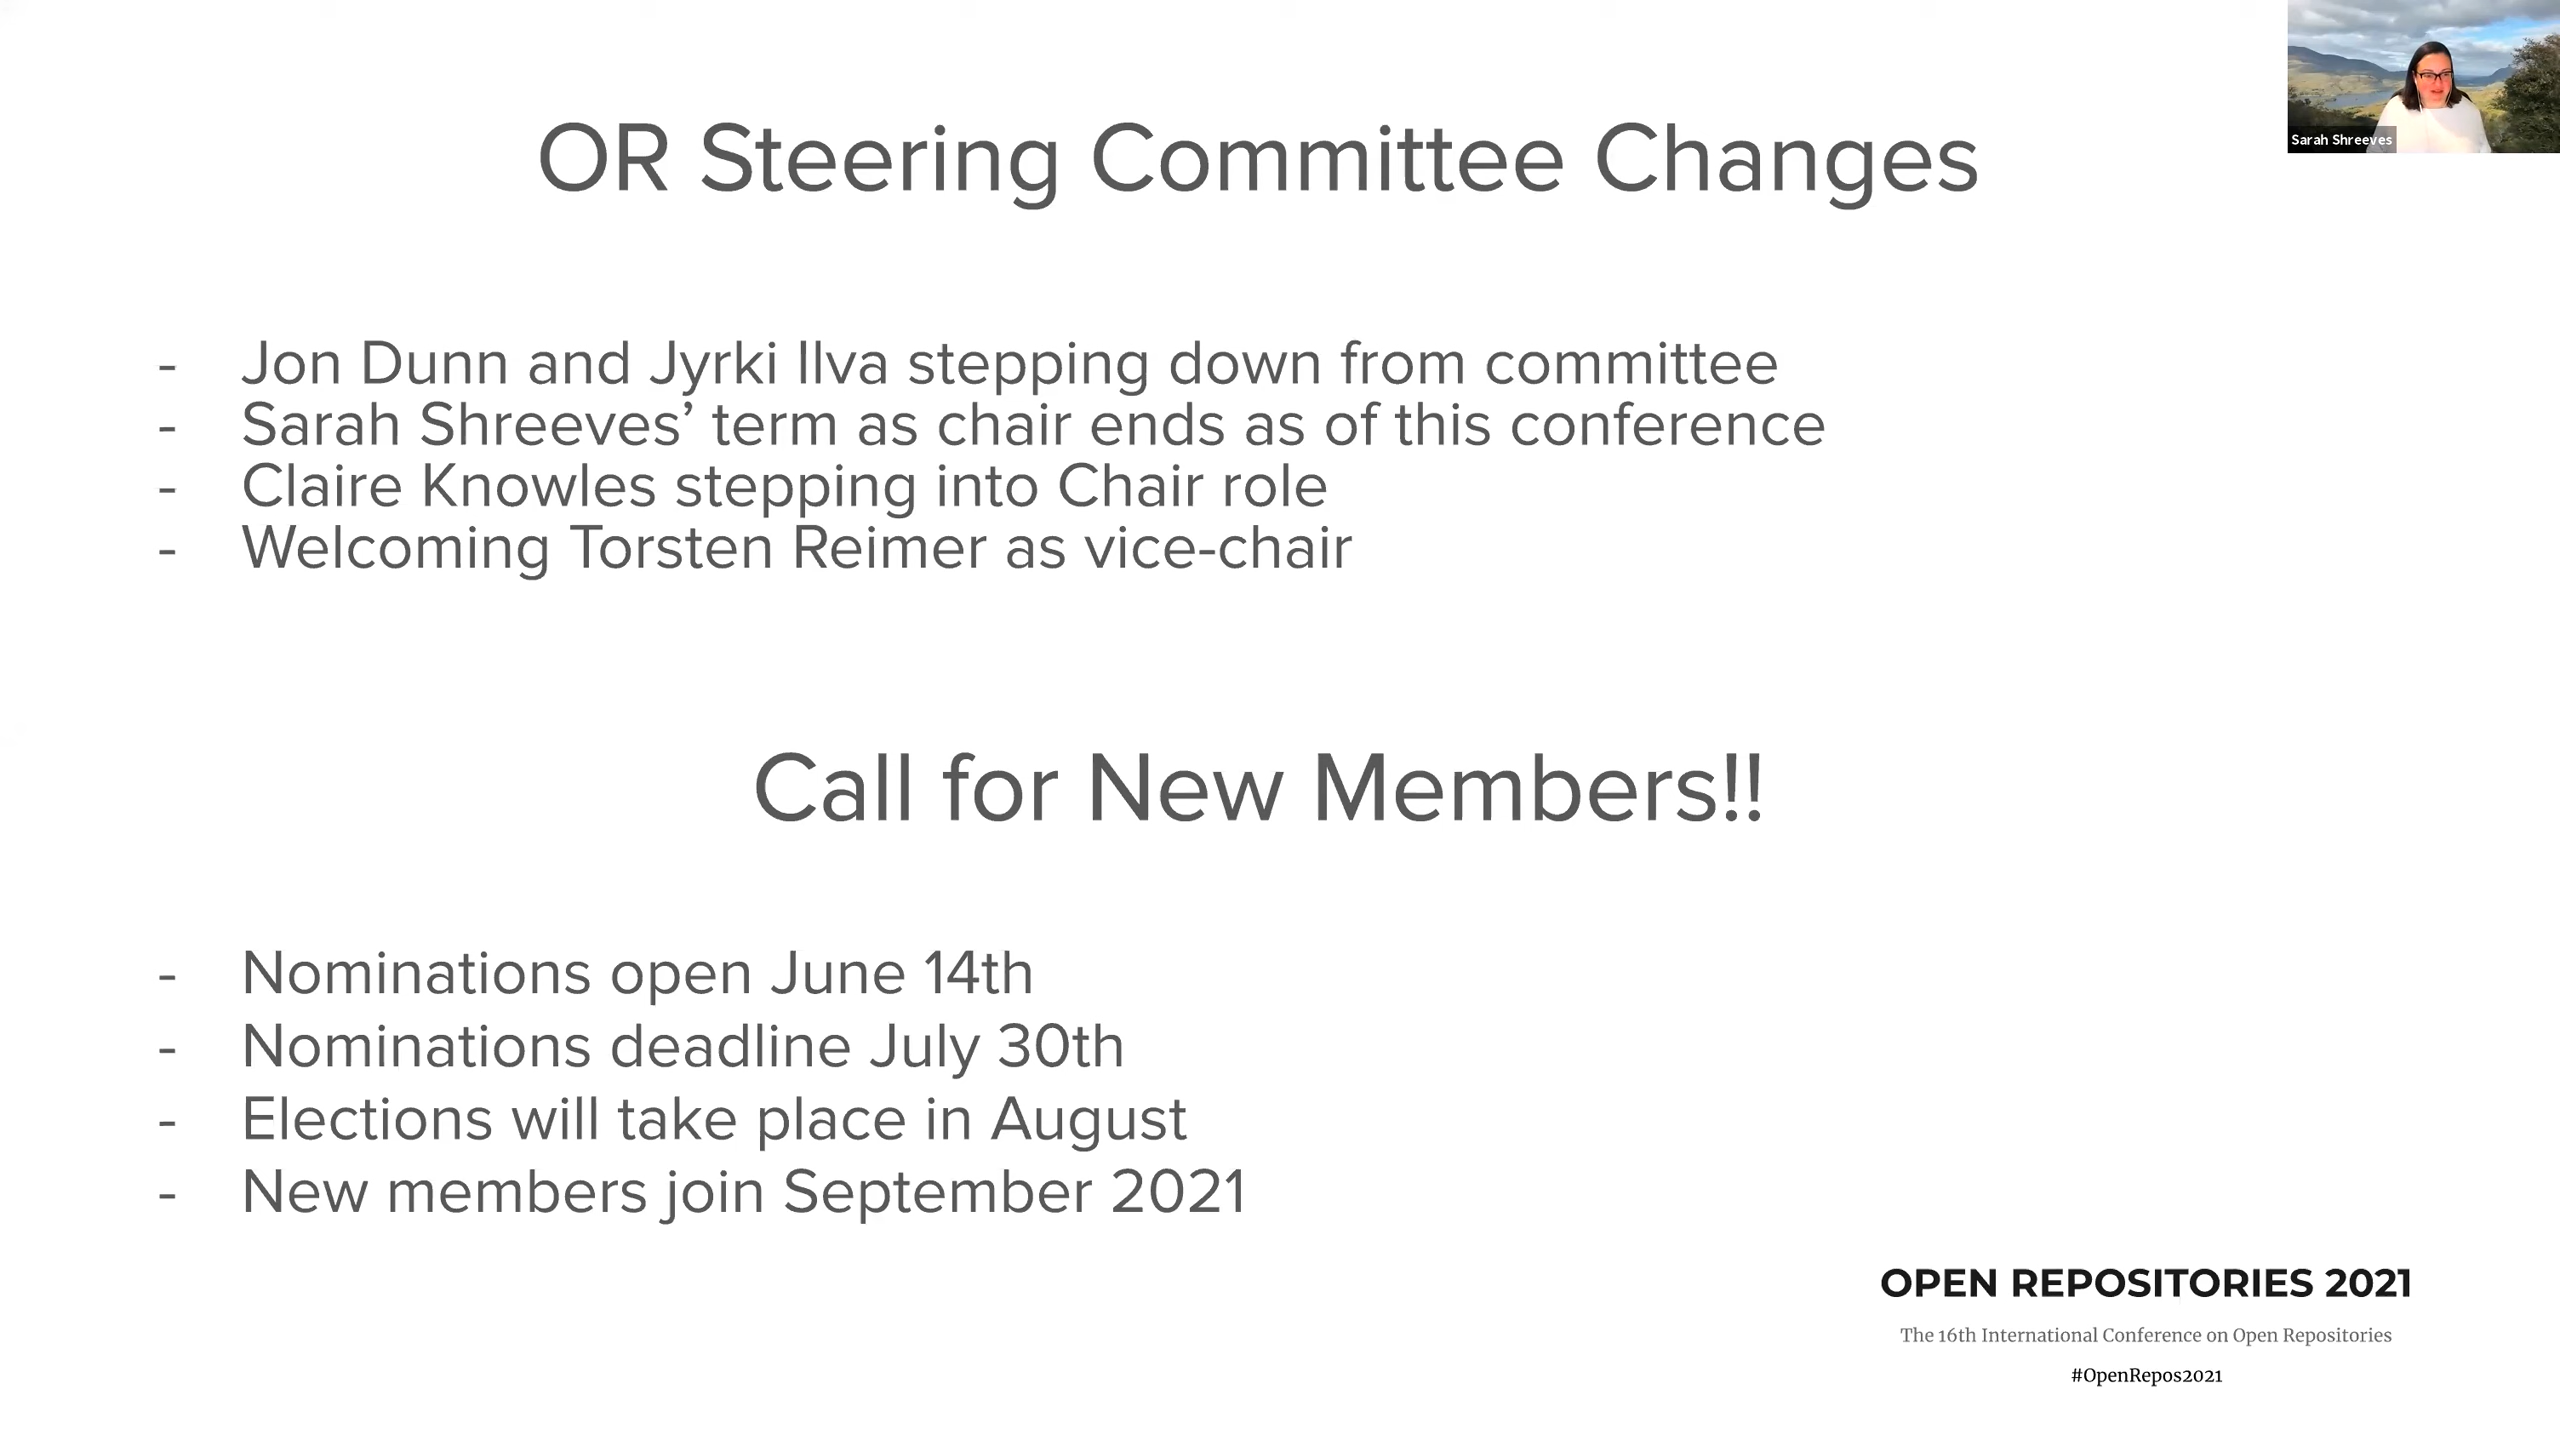 Sarah Shreeves
OR Steering Committee Changes
- Jon Dunn and Jyrki Ilva stepping down from committee
- Sarah Shreeves’ term as chair ends as of this conference
- Claire Knowles stepping into Chair role
- Welcoming Torsten Reimer as vice-chair
Call for New Members!!
- Nominations open June 14th
- Nominations deadline July 30th
- Elections will take place in August
- New members join September 2021
OPEN REPOSITORIES 2021
The 16th International Conference on Open Repositories
#OpenRepos2021